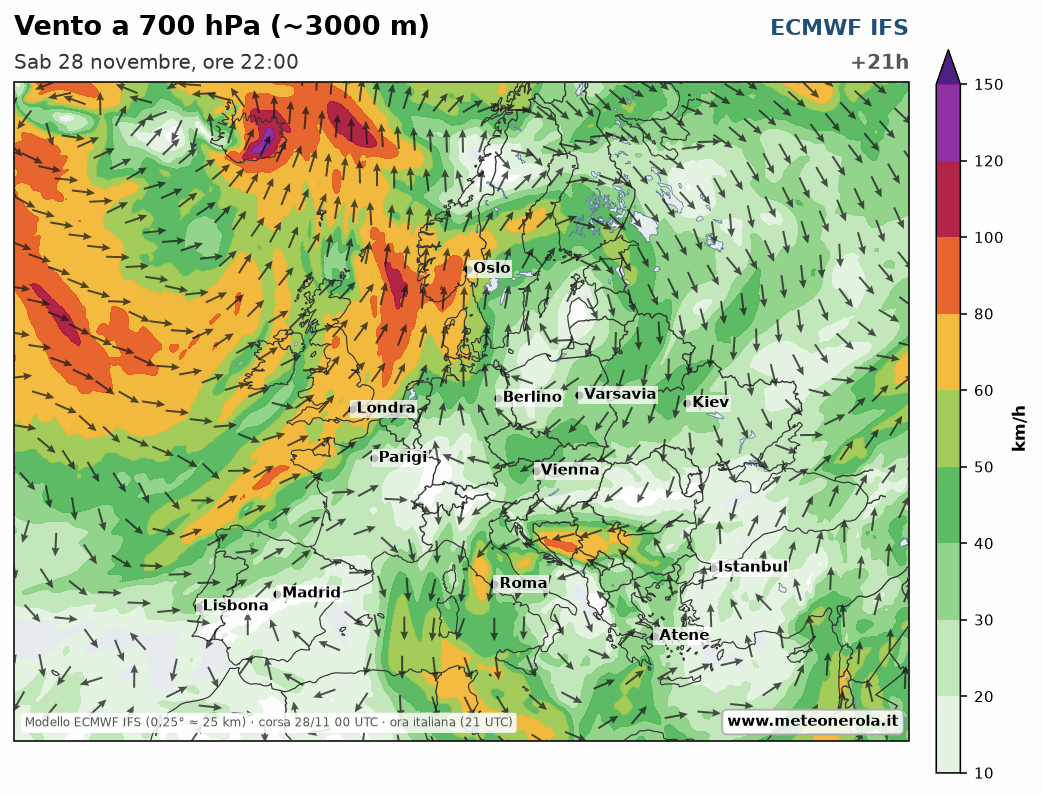 Vento a 700 hPa (~3000 m)
ECMWF IFS
Sab 28 novembre, ore 22:00
+21h
150
120
100
80
60
50
40
30
20
10
km/h
Oslo
Londra
Berlino
Varsavia
Kiev
Parigi
Vienna
Istanbul
Roma
Madrid
Lisbona
Atene
Modello ECMWF IFS (0.25° ≈ 25 km) · corsa 28/11 00 UTC · ora italiana (21 UTC)
www.meteonerola.it